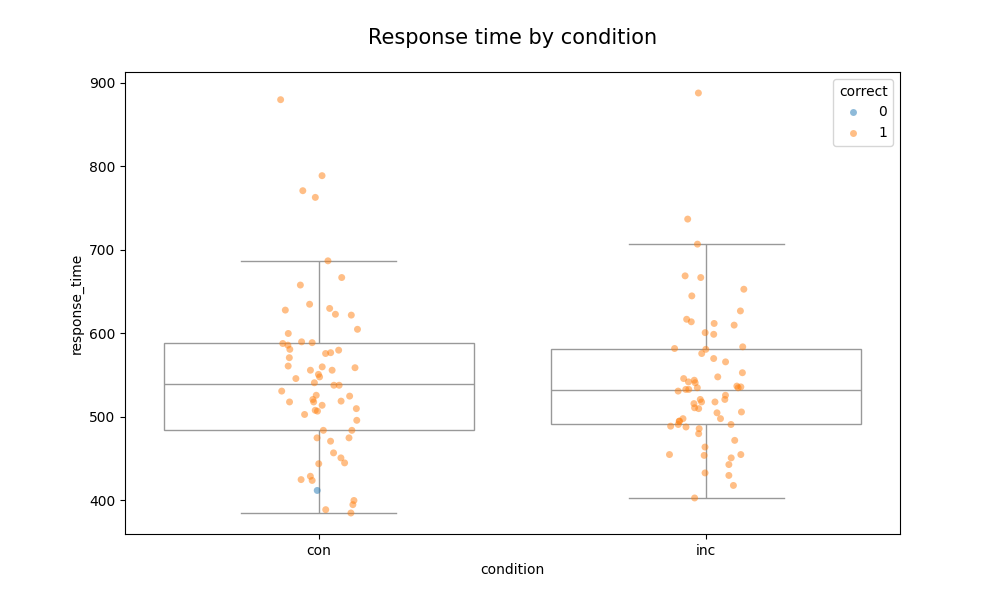 Response time by condition
900
800
700
600
500
400
response_time
correct
0
1
con
inc
condition